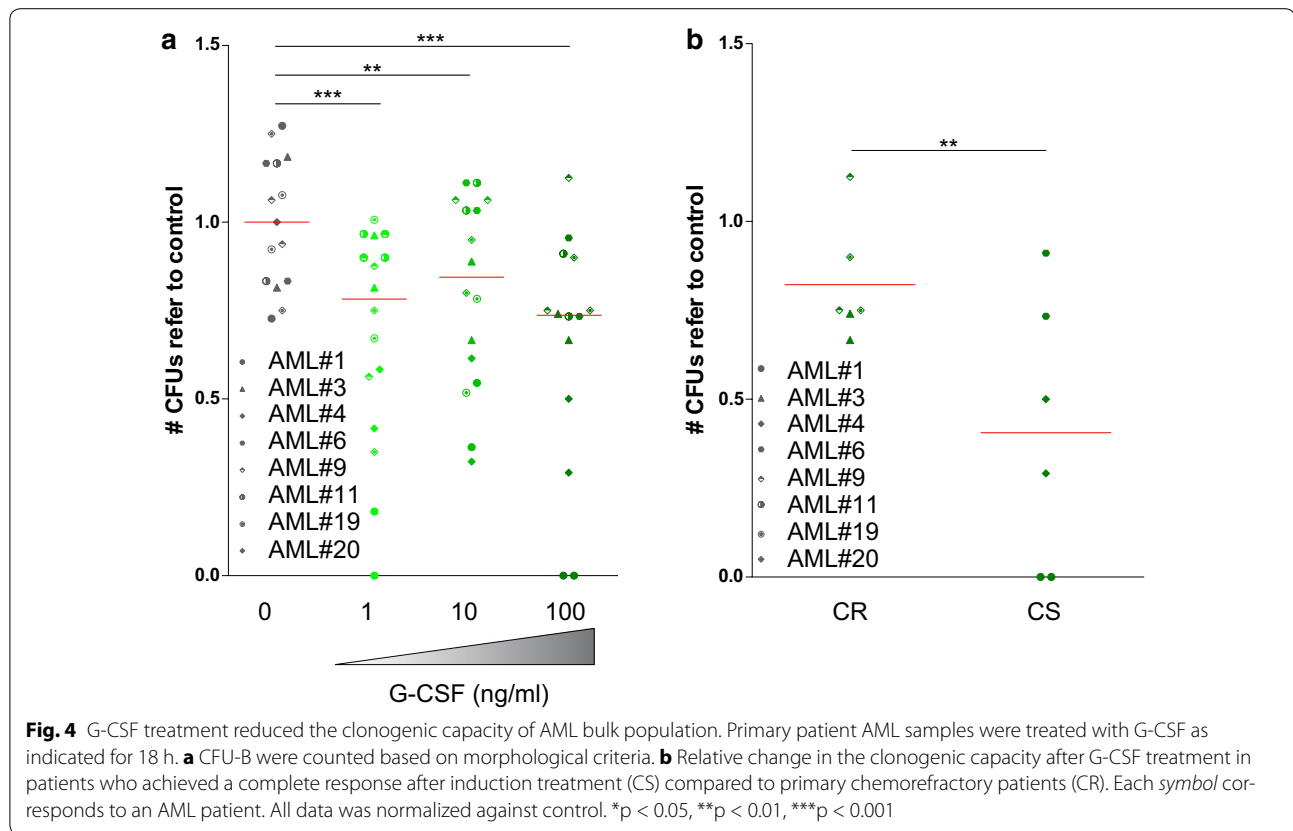 a
1.5
***
**
***
# CFUs refer to control
1.0
0.5
0.0
AML#1
AML#3
AML#4
AML#6
AML#9
AML#11
AML#19
AML#20
0 1 10 100
G-CSF (ng/ml)
b
1.5
**
# CFUs refer to control
1.0
0.5
0.0
AML#1
AML#3
AML#4
AML#6
AML#9
AML#11
AML#19
AML#20
CR CS
Fig. 4 G-CSF treatment reduced the clonogenic capacity of AML bulk population. Primary patient AML samples were treated with G-CSF as
indicated for 18 h. a CFU-B were counted based on morphological criteria. b Relative change in the clonogenic capacity after G-CSF treatment in
patients who achieved a complete response after induction treatment (CS) compared to primary chemorefractory patients (CR). Each symbol cor-
responds to an AML patient. All data was normalized against control. *p < 0.05, **p < 0.01, ***p < 0.001